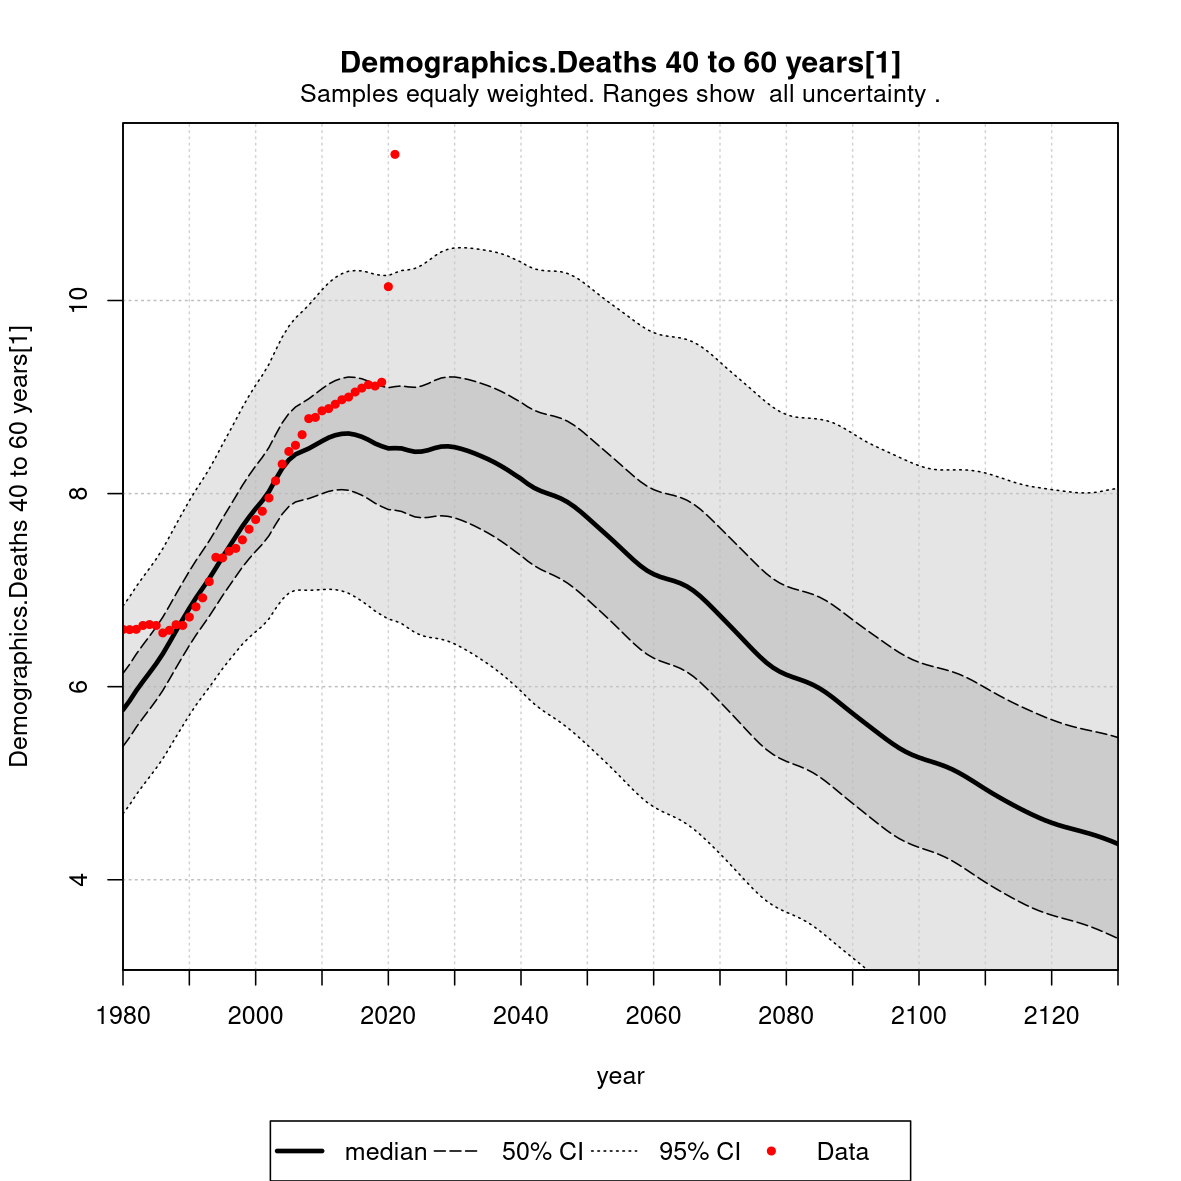 Demographics.Deaths 40 to 60 years[1]
Samples equaly weighted. Ranges show  all uncertainty .
Demographics.Deaths 40 to 60 years[1]
10
8
6
4
1980 2000 2020 2040 2060 2080 2100 2120
year
median 50% CI 95% CI Data